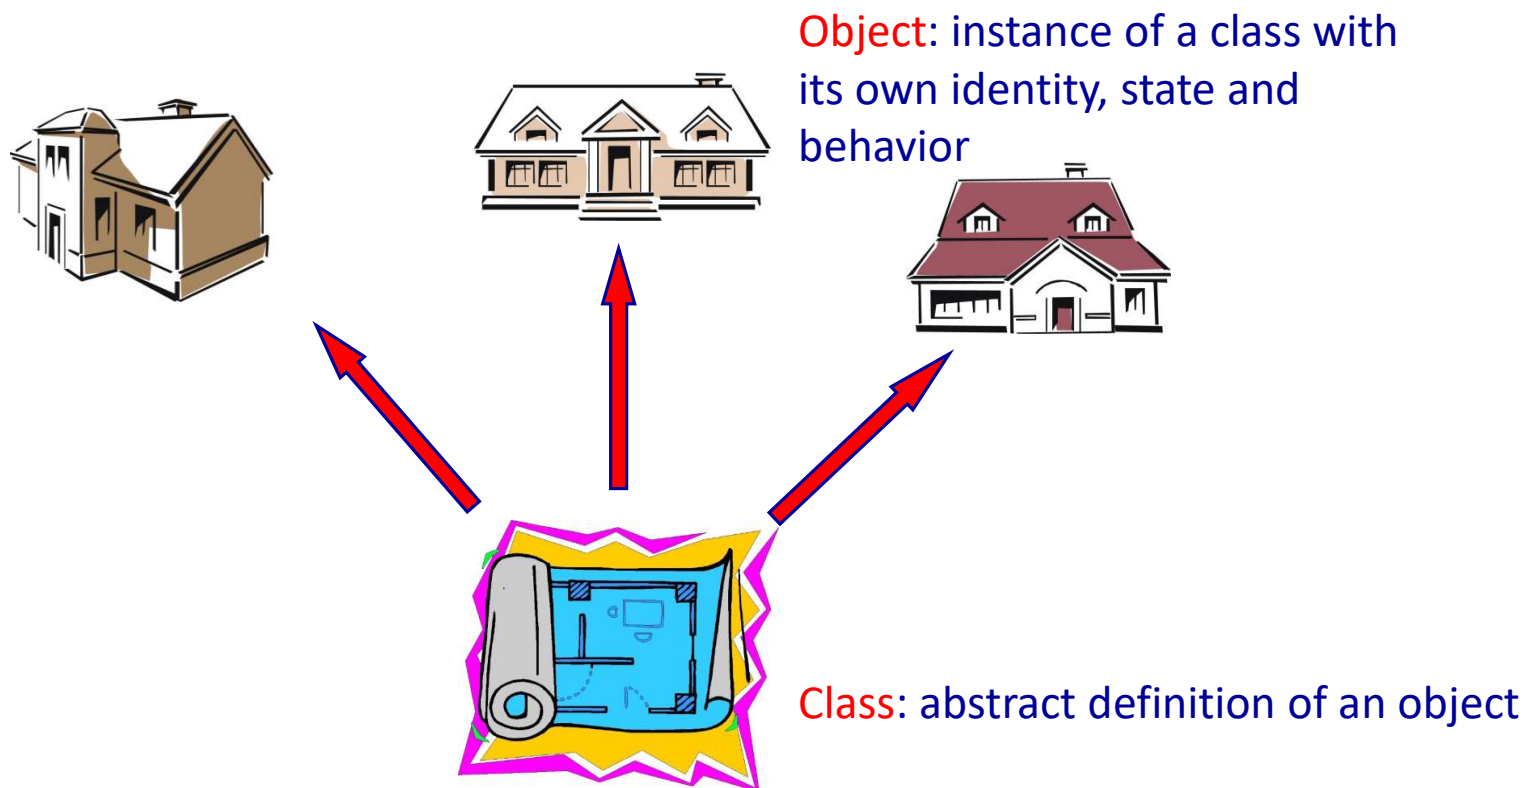 Object: instance of a class with
its own identity, state and
behavior
Class: abstract definition of an object